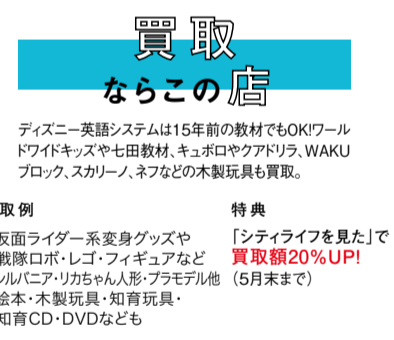 買取
ならこの店
ディズニー英語システムは15年前の教材でもOK!ワール
ドワイドキッズや七田教材、キュボロやクアドリラ、WAKU
ブロック、スカリーノ、ネフなどの木製玩具も買取。
取例
仮面ライダー系変身グッズや
戦隊ロボ・レゴ・フィギュアなど
シルバニア・リカちゃん人形・プラモデル他
絵本・木製玩具・知育玩具・
知育CD・DVDなども
特典
「シティライフを見た」で
買取額20%UP!
（5月末まで）